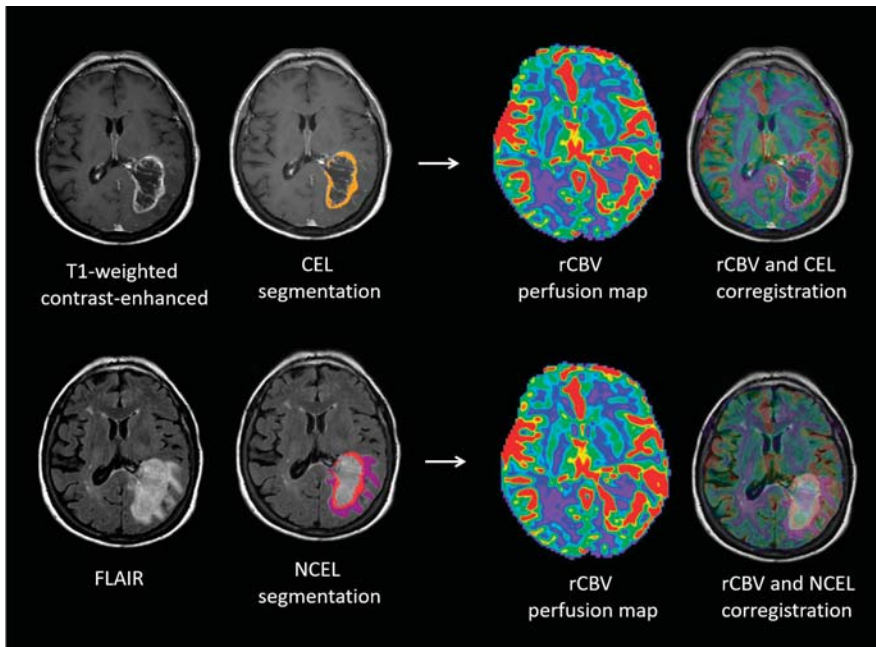 T1-weighted
contrast-enhanced
CEL
segmentation
rCBV
perfusion map
rCBV and CEL
corregistration
FLAIR
NCEL
segmentation
rCBV
perfusion map
rCBV and NCEL
corregistration